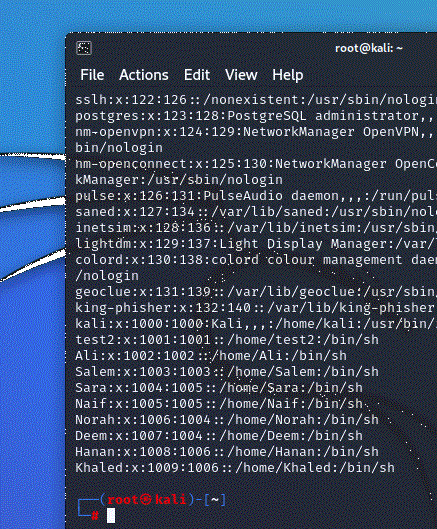 root@kali: ~
File Actions Edit View Help
sslh:x:122:126::/nonexistent:/usr/sbin/nologin
postgres:x:123:128:PostgreSQL administrator,,
nm-openvpn:x:124:129:NetworkManager OpenVPN,,
bin/nologin
nm-openconnect:x:125:130:NetworkManager OpenCo
kManager:/usr/sbin/nologin
pulse:x:126:131:PulseAudio daemon,,,:/run/puls
saned:x:127:134::/var/lib/saned:/usr/sbin/nolo
inetsim:x:128:136::/var/lib/inetsim:/usr/sbin/
lightdm:x:129:137:Light Display Manager:/var/
colord:x:130:138:colord colour management daem
/nologin
geoclue:x:131:139::/var/lib/geoclue:/usr/sbin/
king-phisher:x:132:140::/var/lib/king-phisher
kali:x:1000:1000:Kali,,,:/home/kali:/usr/bin/
test2:x:1001:1001::/home/test2:/bin/sh
Ali:x:1002:1002::/home/Ali:/bin/sh
Salem:x:1003:1003::/home/Salem:/bin/sh
Sara:x:1004:1005::/home/Sara:/bin/sh
Naif:x:1005:1005::/home/Naif:/bin/sh
Norah:x:1006:1004::/home/Norah:/bin/sh
Deem:x:1007:1004::/home/Deem:/bin/sh
Hanan:x:1008:1006::/home/Hanan:/bin/sh
Khaled:x:1009:1006::/home/Khaled:/bin/sh
┌──(root㉿kali)-[~]
└─#